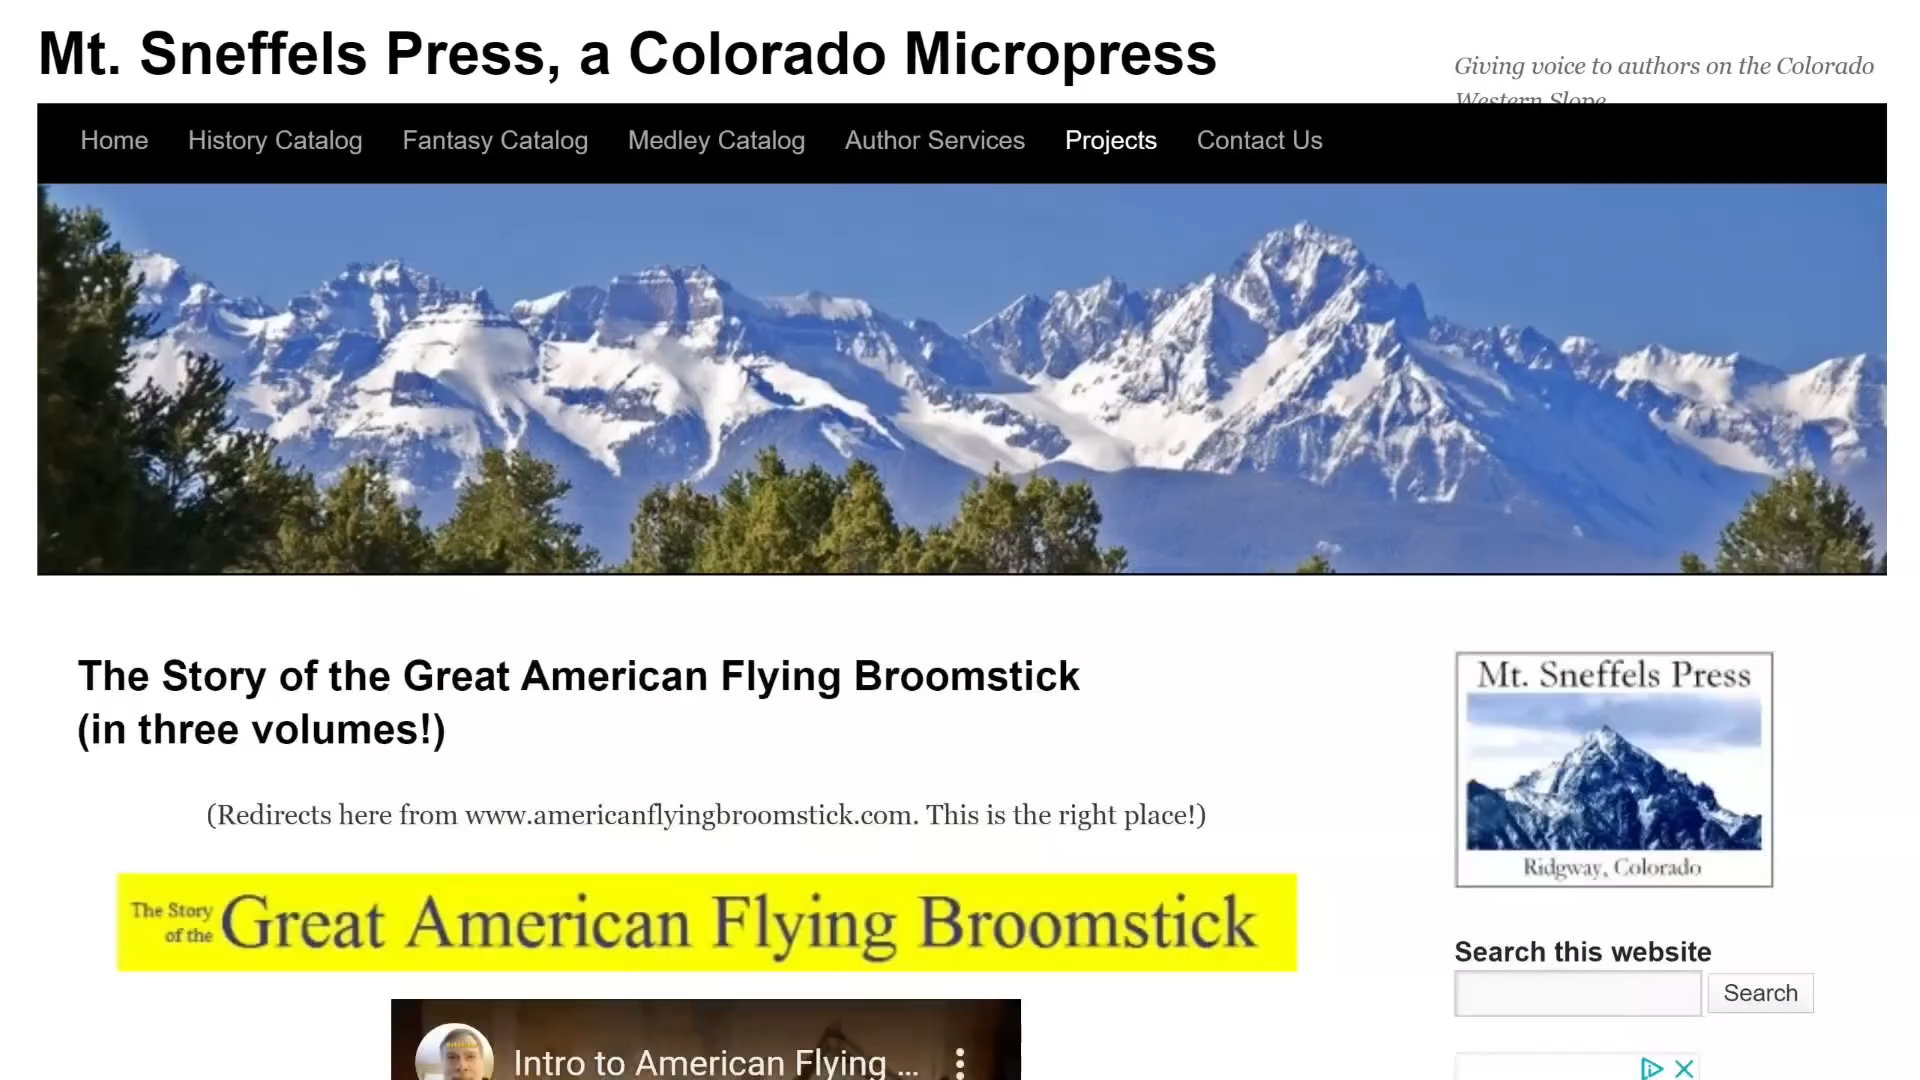 Mt. Sneffels Press, a Colorado Micropress
Giving voice to authors on the Colorado
Western Slope
Home History Catalog Fantasy Catalog Medley Catalog Author Services Projects Contact Us
The Story of the Great American Flying Broomstick
(in three volumes!)
(Redirects here from www.americanflyingbroomstick.com. This is the right place!)
The Story
of the Great American Flying Broomstick
Intro to American Flying ...
Mt. Sneffels Press
Ridgway, Colorado
Search this website
Search